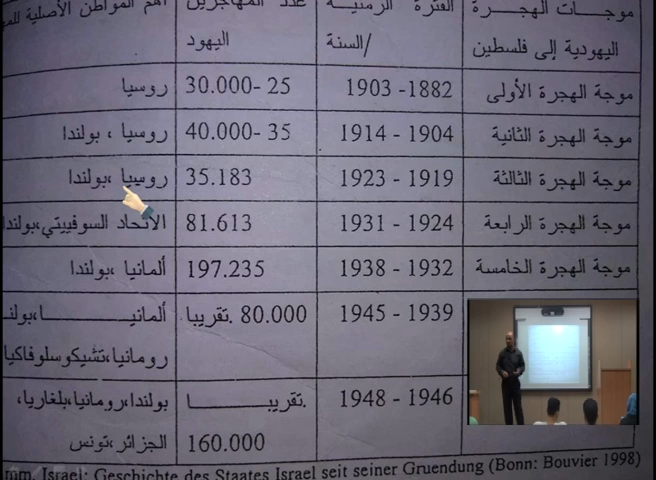 موجات الهجرة الفترة الزمنية عدد المهاجرين أهم المواطن الأصلية
اليهودية إلى فلسطين /السنة اليهود
موجة الهجرة الأولى 1882- 1903 25 -30.000 روسيا
موجة الهجرة الثانية 1904 - 1914 35 -40.000 روسيا ، بولندا
موجة الهجرة الثالثة 1919 - 1923 35.183 روسيا ،بولندا
موجة الهجرة الرابعة 1924 - 1931 81.613 الاتحاد السوفييتي،بولندا
موجة الهجرة الخامسة 1932 - 1938 197.235 ألمانيا ،بولندا
1939 - 1945 80.000 .تقريبا ألمانيـــــا،
رومانيا،تشيكوسلوفاكيا
1946 - 1948 .تقريبـــــا بولندا،رومانيا،بلغاريا،
160.000 الجزائر،تونس
Israel: Geschichte des Staates Israel seit seiner Gruendung (Bonn: Bouvier 1998)